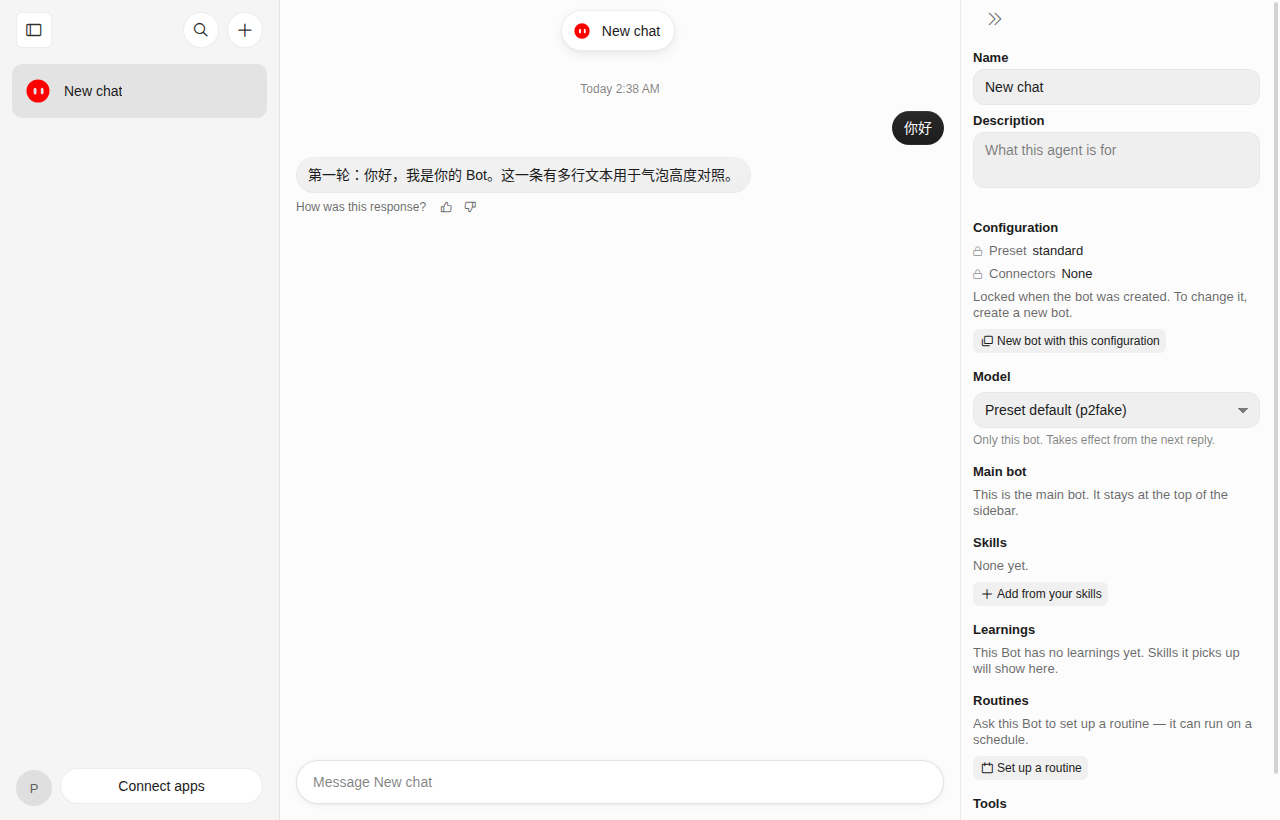 New chat
New chat
Today 2:38 AM
你好
第一轮：你好，我是你的 Bot。这一条有多行文本用于气泡高度对照。
How was this response?
Message New chat
P
Connect apps
Name
New chat
Description
What this agent is for
Configuration
Preset standard
Connectors None
Locked when the bot was created. To change it,
create a new bot.
New bot with this configuration
Model
Preset default (p2fake)
Only this bot. Takes effect from the next reply.
Main bot
This is the main bot. It stays at the top of the
sidebar.
Skills
None yet.
Add from your skills
Learnings
This Bot has no learnings yet. Skills it picks up
will show here.
Routines
Ask this Bot to set up a routine — it can run on a
schedule.
Set up a routine
Tools